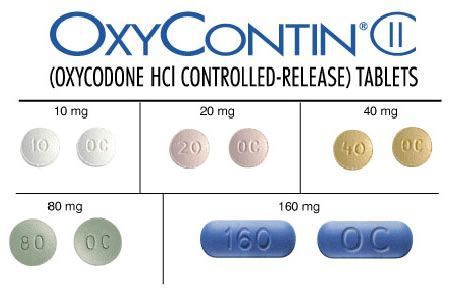 OXYCONTIN® CII
(OXYCODONE HCl CONTROLLED-RELEASE) TABLETS
10 mg 20 mg 40 mg
10 OC 20 OC 40 OC
80 mg 160 mg
80 OC 160 OC